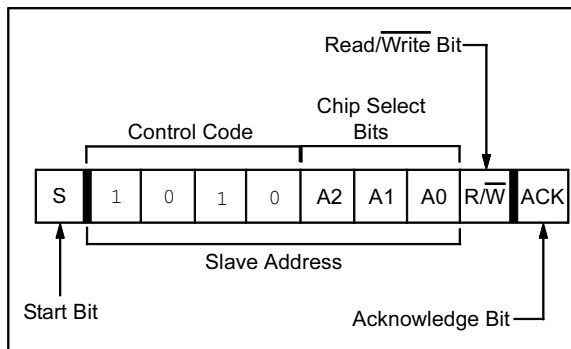 Read/Write Bit
Chip Select
Bits
Control Code
S 1 0 1 0 A2 A1 A0 R/W ACK
Slave Address
Start Bit
Acknowledge Bit